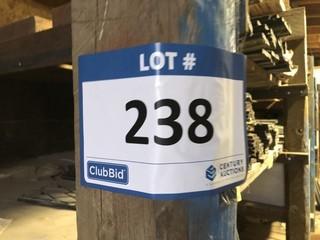 LOT #
238
ClubBid
CENTURY
AUCTIONS